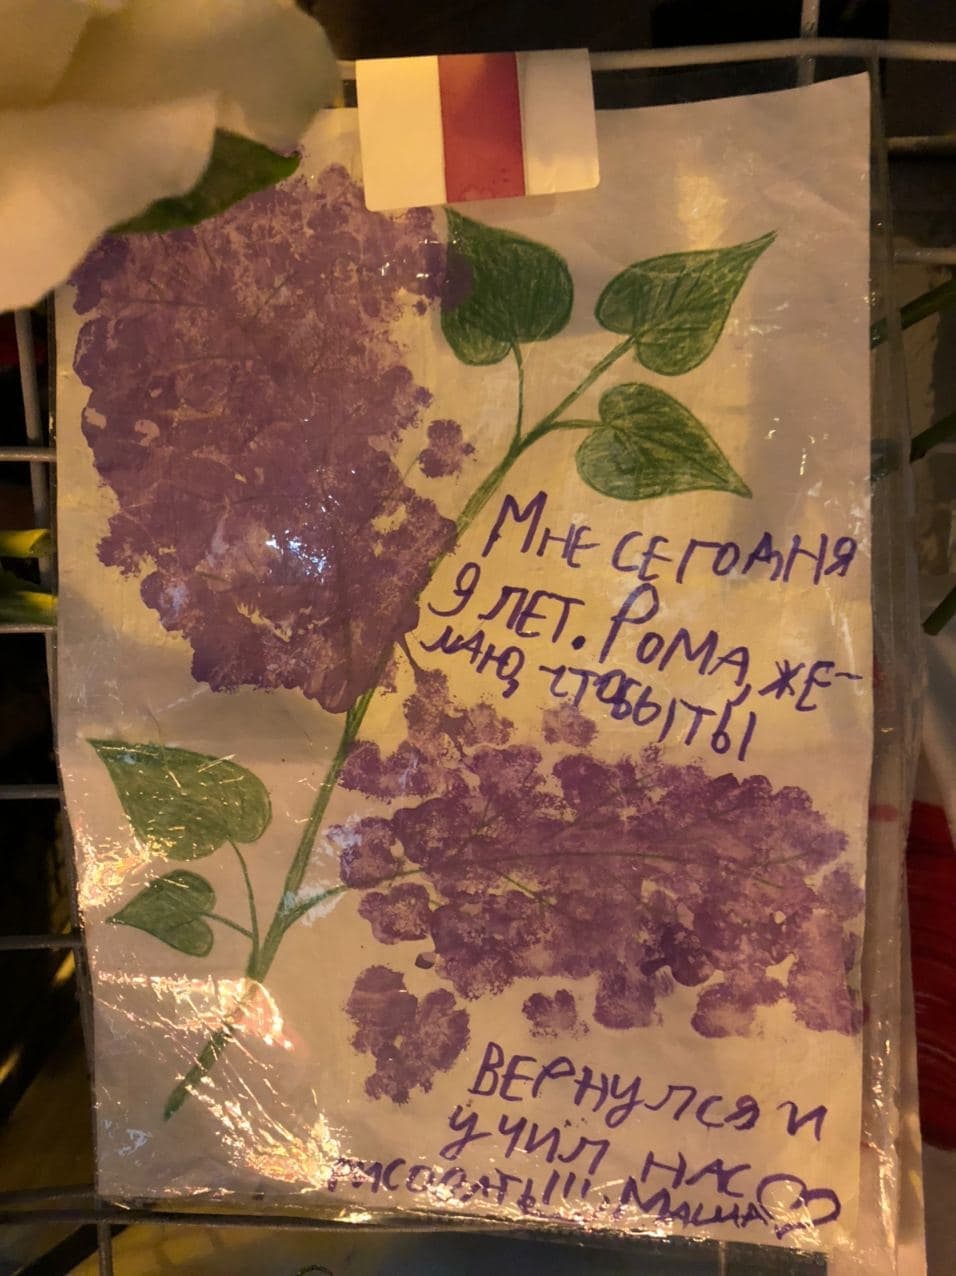 Мне сегодня
9 лет. Рома, же-
лаю, чтобы ты
вернулся и
учил нас
рисовать!!! Маша